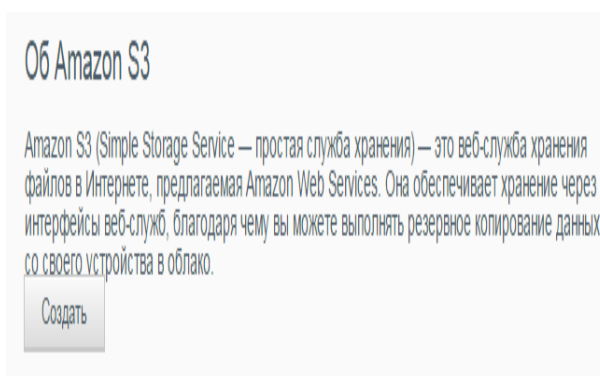 Об Amazon S3
Amazon S3 (Simple Storage Service — простая служба хранения) — это веб-служба хранения
файлов в Интернете, предлагаемая Amazon Web Services. Она обеспечивает хранение через
интерфейсы веб-служб, благодаря чему вы можете выполнять резервное копирование данных
со своего устройства в облако.
Создать